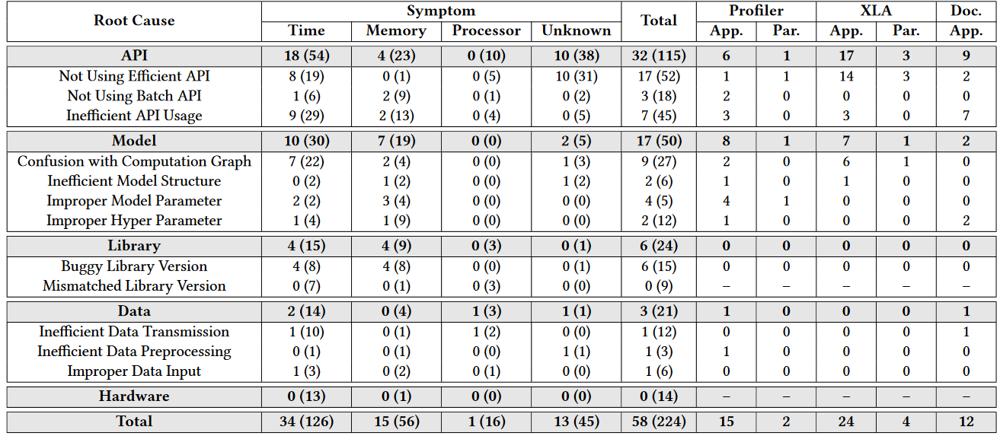 Root Cause Symptom Total Profiler XLA Doc.
Time Memory Processor Unknown App. Par. App. Par. App.
API 18 (54) 4 (23) 0 (10) 10 (38) 32 (115) 6 1 17 3 9
Not Using Efficient API 8 (19) 0 (1) 0 (5) 10 (31) 17 (52) 1 1 14 3 2
Not Using Batch API 1 (6) 2 (9) 0 (1) 0 (2) 3 (18) 2 0 0 0 0
Inefficient API Usage 9 (29) 2 (13) 0 (4) 0 (5) 7 (45) 3 0 3 0 7
Model 10 (30) 7 (19) 0 (0) 2 (5) 17 (50) 8 1 7 1 2
Confusion with Computation Graph 7 (22) 2 (4) 0 (0) 1 (3) 9 (27) 2 0 6 1 0
Inefficient Model Structure 0 (2) 1 (2) 0 (0) 1 (2) 2 (6) 1 0 1 0 0
Improper Model Parameter 2 (2) 3 (4) 0 (0) 0 (0) 4 (5) 4 1 0 0 0
Improper Hyper Parameter 1 (4) 1 (9) 0 (0) 0 (0) 2 (12) 1 0 0 0 2
Library 4 (15) 4 (9) 0 (3) 0 (1) 6 (24) 0 0 0 0 0
Buggy Library Version 4 (8) 4 (8) 0 (0) 0 (1) 6 (15) 0 0 0 0 0
Mismatched Library Version 0 (7) 0 (1) 0 (3) 0 (0) 0 (9) – – – – –
Data 2 (14) 0 (4) 1 (3) 1 (1) 3 (21) 1 0 0 0 1
Inefficient Data Transmission 1 (10) 0 (1) 1 (2) 0 (0) 1 (12) 0 0 0 0 1
Inefficient Data Preprocessing 0 (1) 0 (1) 0 (0) 1 (1) 1 (3) 1 0 0 0 0
Improper Data Input 1 (3) 0 (2) 0 (1) 0 (0) 1 (6) 0 0 0 0 0
Hardware 0 (13) 0 (1) 0 (0) 0 (0) 0 (14) – – – – –
Total 34 (126) 15 (56) 1 (16) 13 (45) 58 (224) 15 2 24 4 12